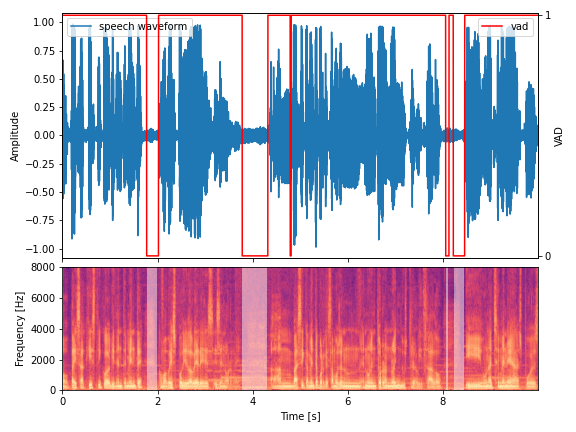 speech waveform
vad
1.00
0.75
0.50
0.25
0.00
−0.25
−0.50
−0.75
−1.00
Amplitude
1
0
VAD
8000
6000
4000
2000
0
Frequency [Hz]
0 2 4 6 8
Time [s]